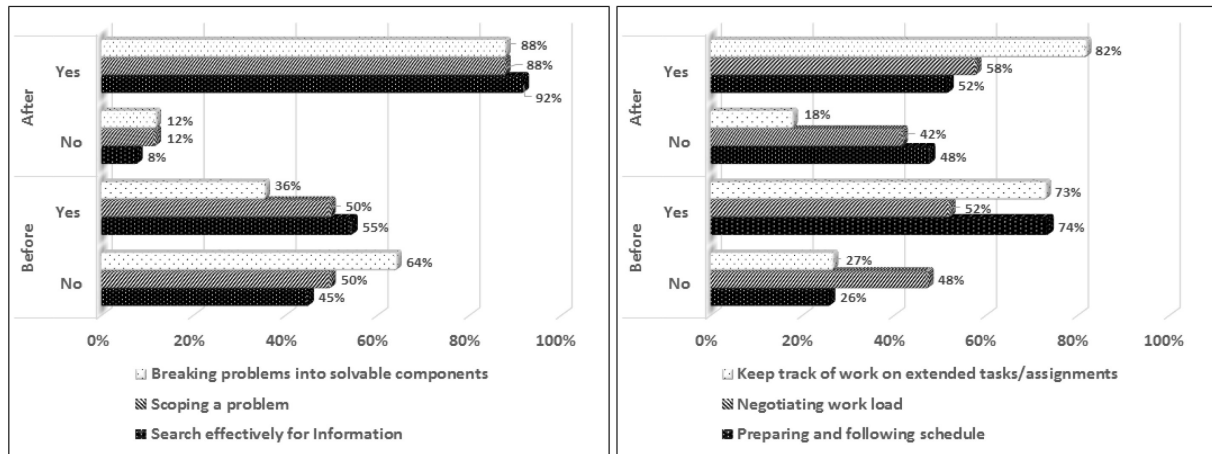 After
Yes
88%
88%
92%
No
12%
12%
8%
Before
Yes
36%
50%
55%
No
64%
50%
45%
0% 20% 40% 60% 80% 100%
Breaking problems into solvable components
Scoping a problem
Search effectively for Information
After
Yes
82%
58%
52%
No
18%
42%
48%
Before
Yes
73%
52%
74%
No
27%
48%
26%
0% 20% 40% 60% 80% 100%
Keep track of work on extended tasks/assignments
Negotiating work load
Preparing and following schedule